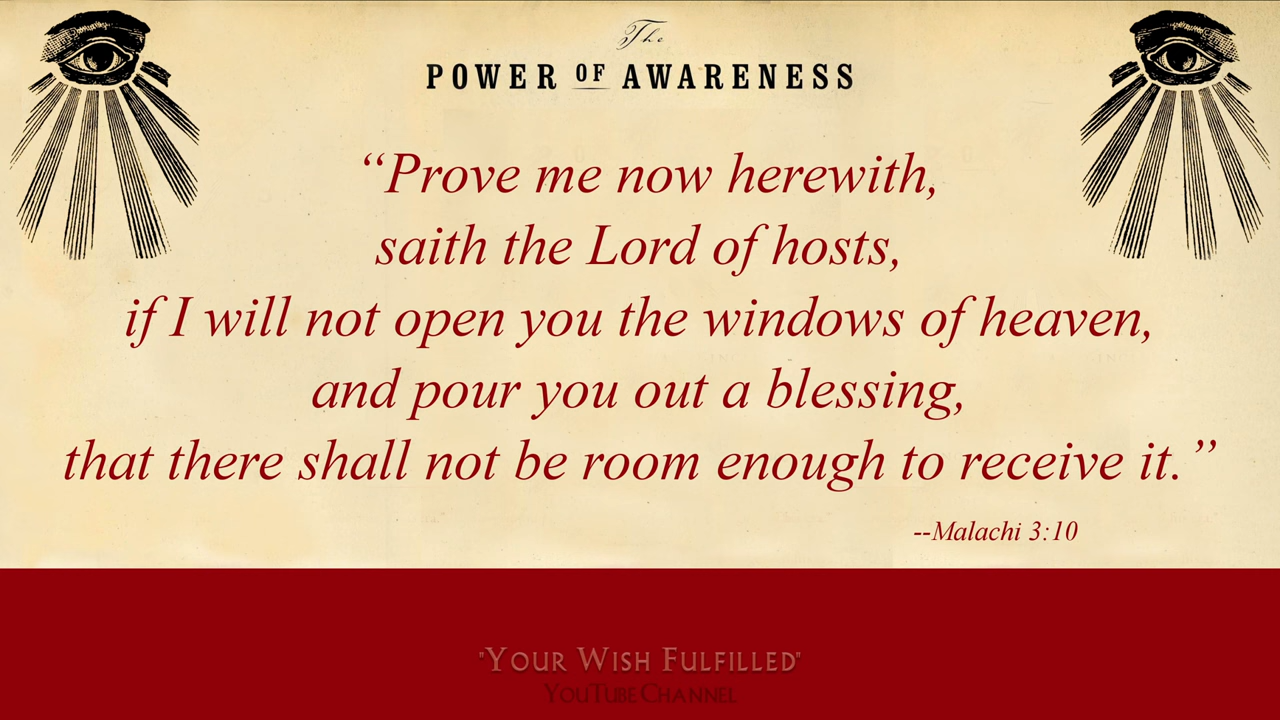 The
POWER OF AWARENESS
“Prove me now herewith,
saith the Lord of hosts,
if I will not open you the windows of heaven,
and pour you out a blessing,
that there shall not be room enough to receive it.”
--Malachi 3:10
"Your Wish Fulfilled"
YouTube Channel